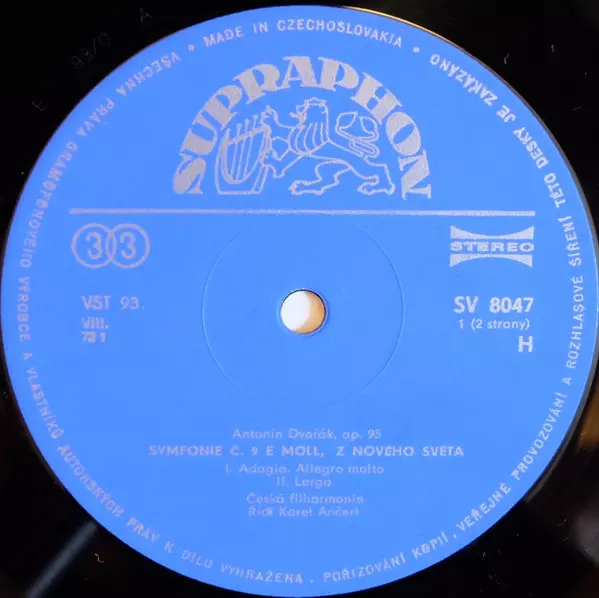 VŠECHNA PRÁVA GRAMOFONOVÉHO VÝROBCE A VLASTNÍKŮ AUTORSKÝCH PRÁV K DÍLU VYHRAŽENA. POŘIZOVÁNÍ KOPIÍ, VEŘEJNÉ PROVOZOVÁNÍ A ROZHLASOVÉ ŠÍŘENÍ TÉTO DESKY JE ZAKÁZÁNO
• MADE IN CZECHOSLOVAKIA •
SUPRAPHON
33
STEREO
VST 93
SV 8047
VIII.
1 (2 strany)
72 1
H
Antonín Dvořák, op. 95
SYMFONIE Č. 9 E MOLL, Z NOVÉHO SVĚTA
I. Adagio. Allegro molto
II. Largo
Česká filharmonie
Řídí Karel Ančerl